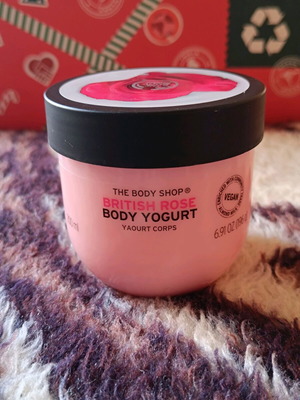 THE BODY SHOP®
BRITISH ROSE
BODY YOGURT
YAOURT CORPS
VEGAN
6.91 OZ